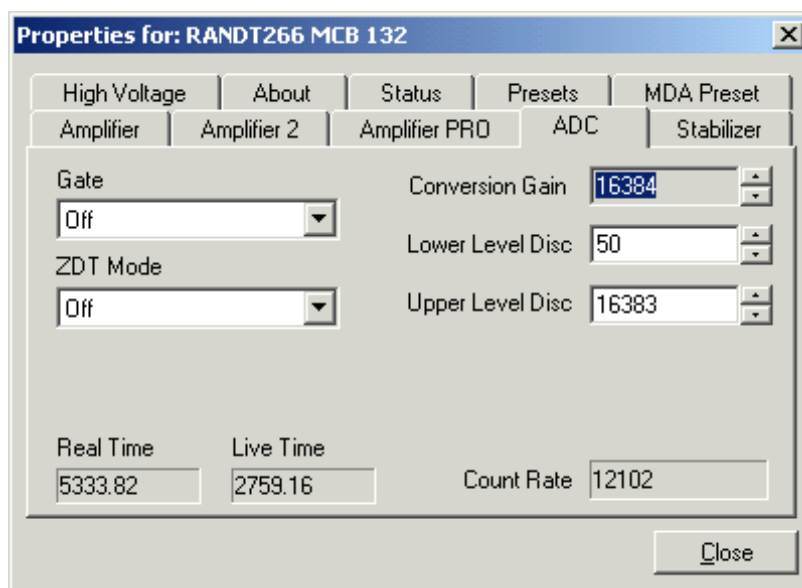 Properties for: RANDT266 MCB 132
High Voltage About Status Presets MDA Preset
Amplifier Amplifier 2 Amplifier PRO ADC Stabilizer
Gate
Off
ZDT Mode
Off
Conversion Gain 16384
Lower Level Disc 50
Upper Level Disc 16383
Real Time Live Time
5333.82 2759.16
Count Rate 12102
Close